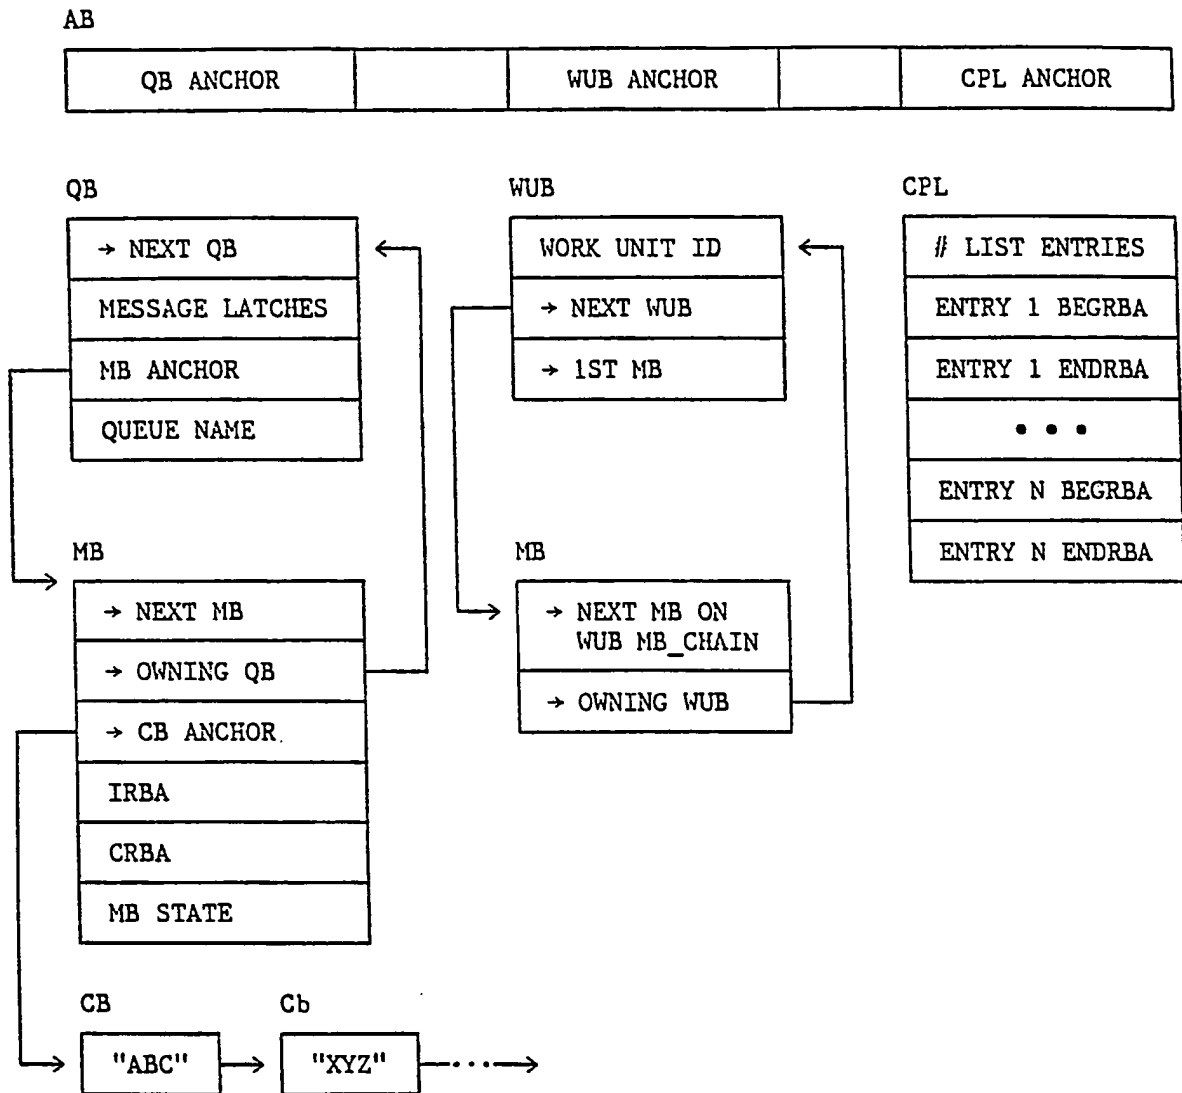 AB
QB ANCHOR
WUB ANCHOR
CPL ANCHOR
QB
→ NEXT QB
MESSAGE LATCHES
MB ANCHOR
QUEUE NAME
WUB
WORK UNIT ID
→ NEXT WUB
→ 1ST MB
CPL
# LIST ENTRIES
ENTRY 1 BEGRBA
ENTRY 1 ENDRBA
• • •
ENTRY N BEGRBA
ENTRY N ENDRBA
MB
→ NEXT MB
→ OWNING QB
→ CB ANCHOR
IRBA
CRBA
MB STATE
MB
→ NEXT MB ON
WUB MB_CHAIN
→ OWNING WUB
CB
"ABC"
Cb
"XYZ"